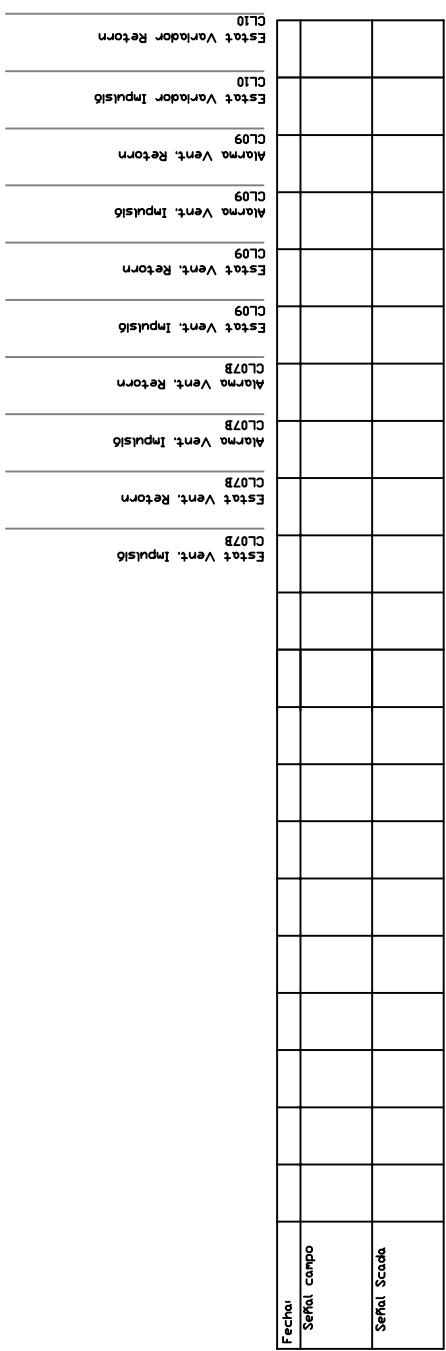 Estat Vent. Impulsió
CL07B
Estat Vent. Retorn
CL07B
Alarma Vent. Impulsió
CL07B
Alarma Vent. Retorn
CL07B
Estat Vent. Impulsió
CL09
Estat Vent. Retorn
CL09
Alarma Vent. Impulsió
CL09
Alarma Vent. Retorn
CL09
Estat Variador Impulsió
CL10
Estat Variador Retorn
CL10
Fecha:
Señal campo
Señal Scada